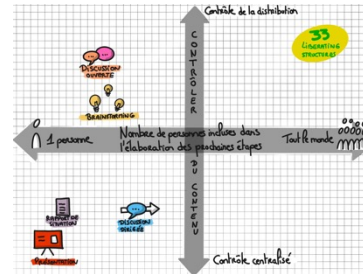 Contrôle de la distribution
33
LIBERATING
STRUCTURES
CONTRÔLER
DISCUSSION
OUVERTE
BRAINSTORMING
1 personne
Nombre de personnes incluses dans
l'élaboration des prochaines étapes
Tout le monde
DU CONTENU
RAPPORT DE
SITUATION
DISCUSSION
DIRIGÉE
PRÉSENTATION
Contrôle centralisé